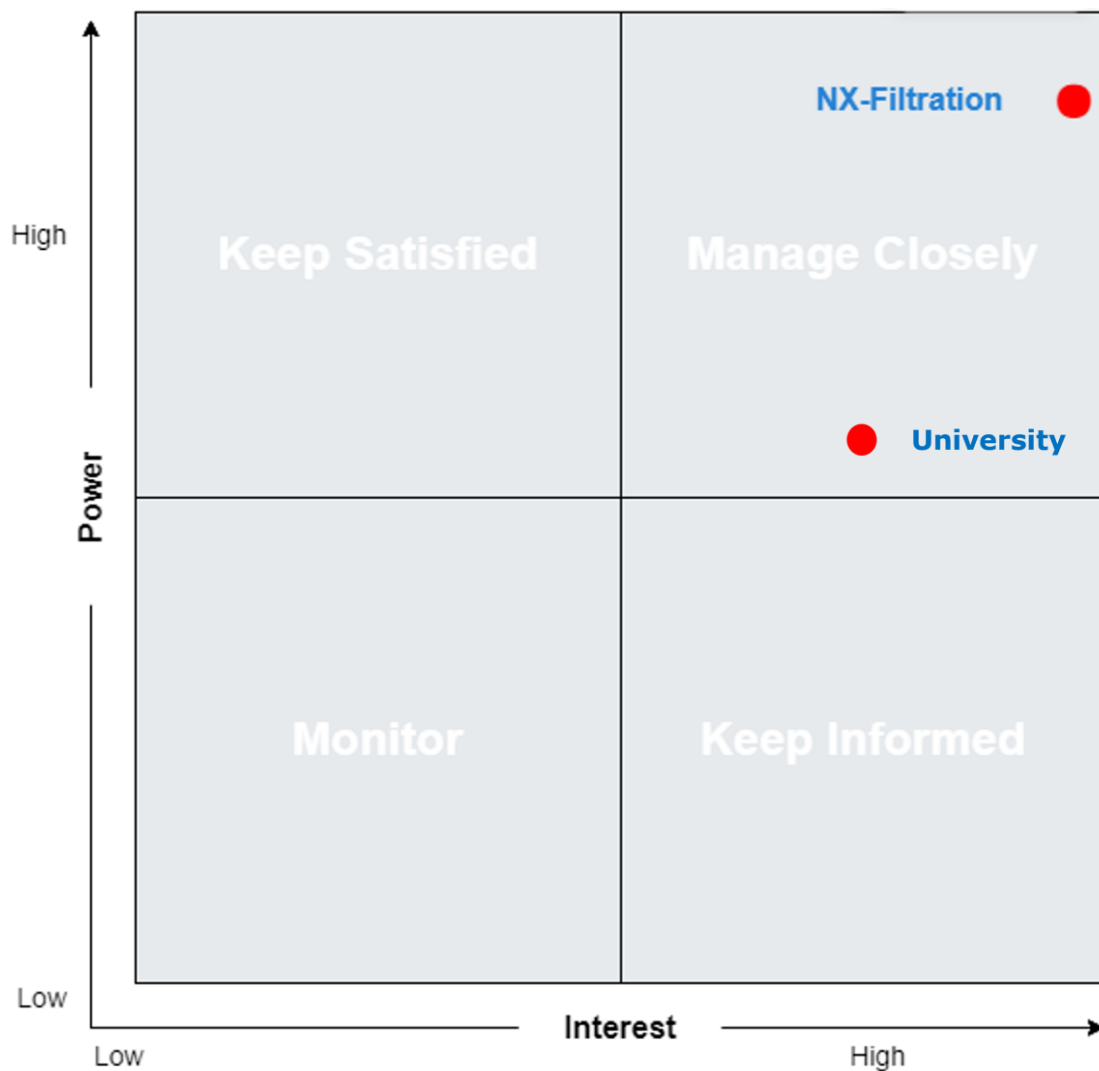 NX-Filtration
High
Keep Satisfied
Manage Closely
University
Power
Monitor
Keep Informed
Low
Interest
Low
High